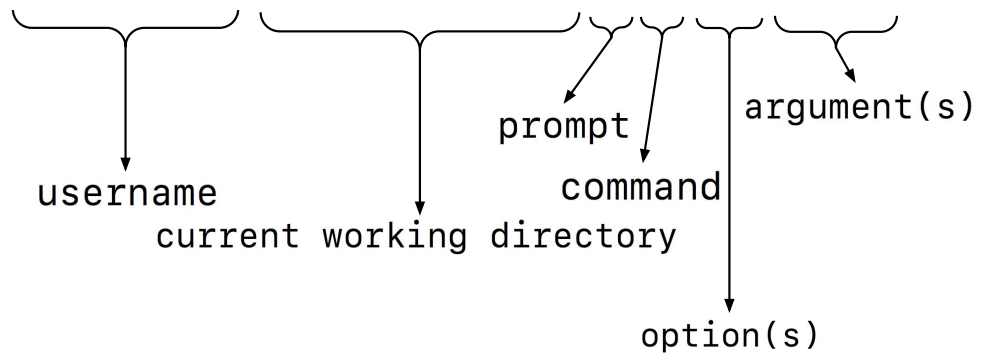 argument(s)
prompt
command
username
current working directory
option(s)